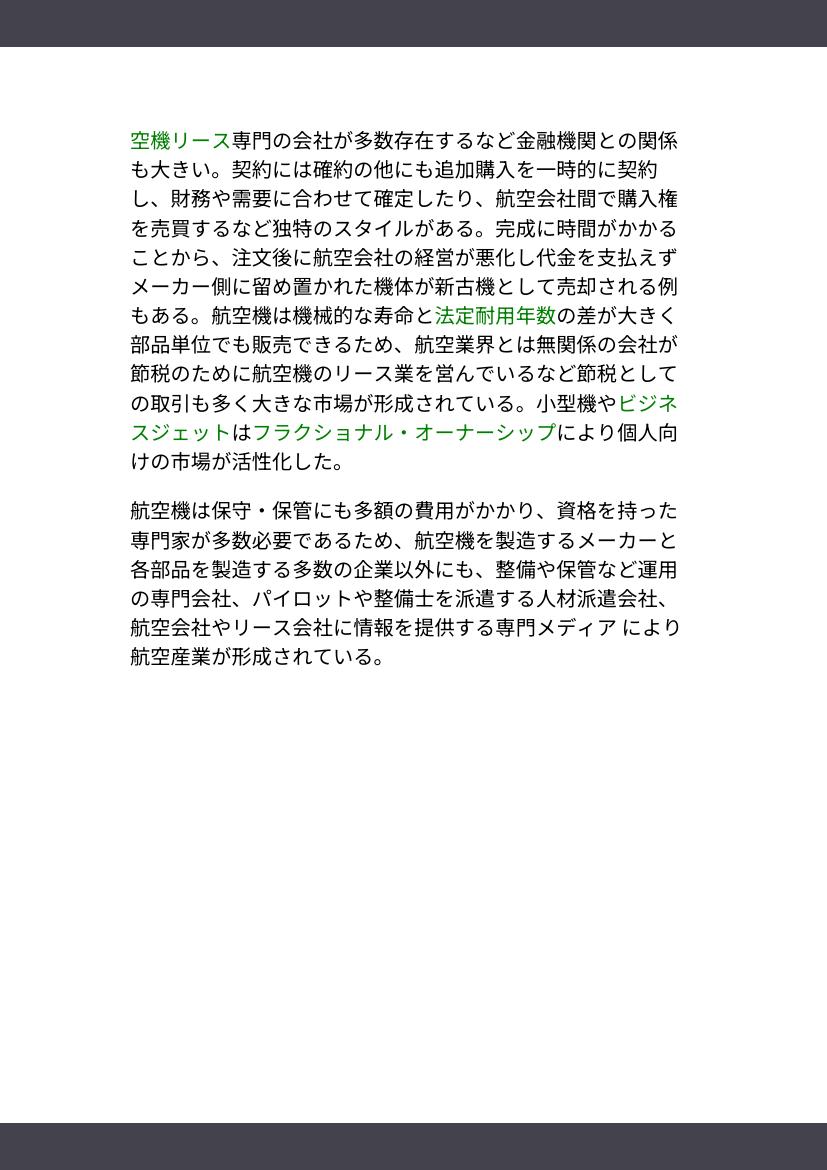 空機リース専門の会社が多数存在するなど金融機関との関係
も大きい。契約には確約の他にも追加購入を一時的に契約
し、財務や需要に合わせて確定したり、航空会社間で購入権
を売買するなど独特のスタイルがある。完成に時間がかかる
ことから、注文後に航空会社の経営が悪化し代金を支払えず
メーカー側に留め置かれた機体が新古機として売却される例
もある。航空機は機械的な寿命と法定耐用年数の差が大きく
部品単位でも販売できるため、航空業界とは無関係の会社が
節税のために航空機のリース業を営んでいるなど節税として
の取引も多く大きな市場が形成されている。小型機やビジネ
スジェットはフラクショナル・オーナーシップにより個人向
けの市場が活性化した。
航空機は保守・保管にも多額の費用がかかり、資格を持った
専門家が多数必要であるため、航空機を製造するメーカーと
各部品を製造する多数の企業以外にも、整備や保管など運用
の専門会社、パイロットや整備士を派遣する人材派遣会社、
航空会社やリース会社に情報を提供する専門メディア により
航空産業が形成されている。